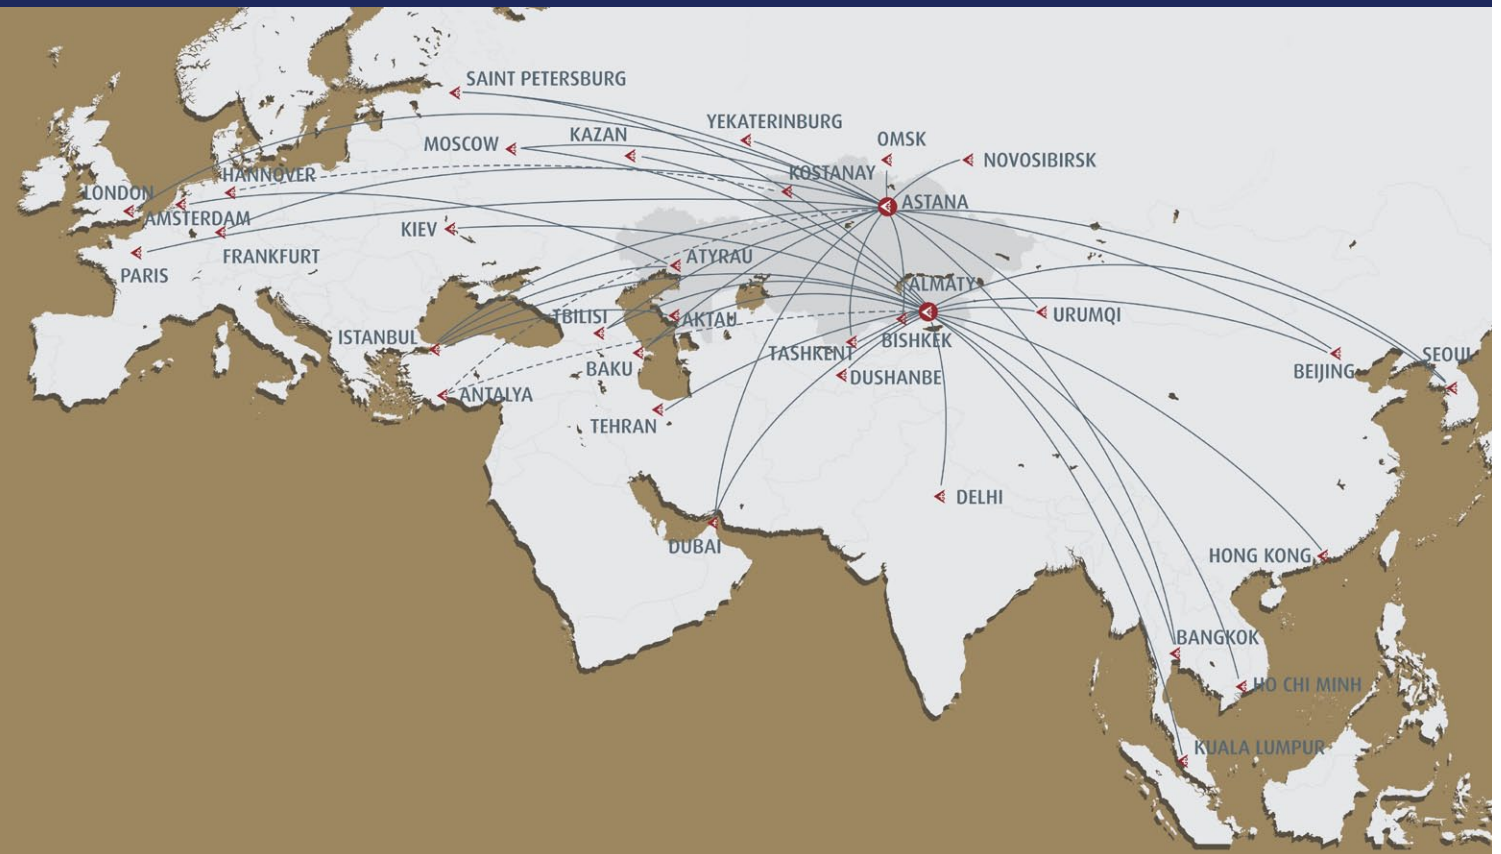 SAINT PETERSBURG
YEKATERINBURG
KAZAN
OMSK
MOSCOW
NOVOSIBIRSK
HANNOVER
KOSTANAY
LONDON
ASTANA
AMSTERDAM
KIEV
FRANKFURT
ATYRAU
PARIS
ALMATY
TBILISI
AKTAU
URUMQI
ISTANBUL
BISHKEK
TASHKENT
SEOUL
BAKU
BEIJING
DUSHANBE
ANTALYA
TEHRAN
DELHI
DUBAI
HONG KONG
BANGKOK
HO CHI MINH
KUALA LUMPUR